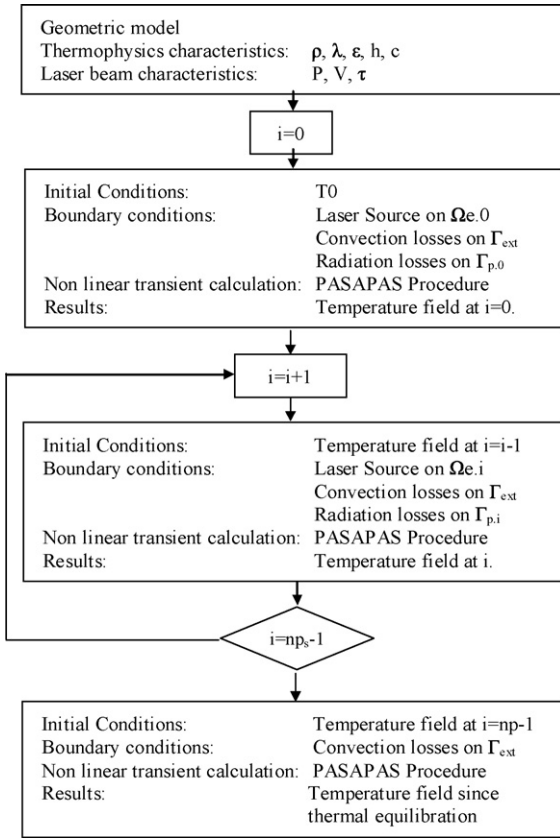 Geometric model
Thermophysics characteristics: ρ, λ, ε, h, c
Laser beam characteristics: P, V, τ
i=0
Initial Conditions: T0
Boundary conditions: Laser Source on Ωe.0
Convection losses on Γext
Radiation losses on Γp.0
Non linear transient calculation: PASAPAS Procedure
Results: Temperature field at i=0.
i=i+1
Initial Conditions: Temperature field at i=i-1
Boundary conditions: Laser Source on Ωe.i
Convection losses on Γext
Radiation losses on Γp.i
Non linear transient calculation: PASAPAS Procedure
Results: Temperature field at i.
i=nps-1
Initial Conditions: Temperature field at i=np-1
Boundary conditions: Convection losses on Γext
Non linear transient calculation: PASAPAS Procedure
Results: Temperature field since
thermal equilibration